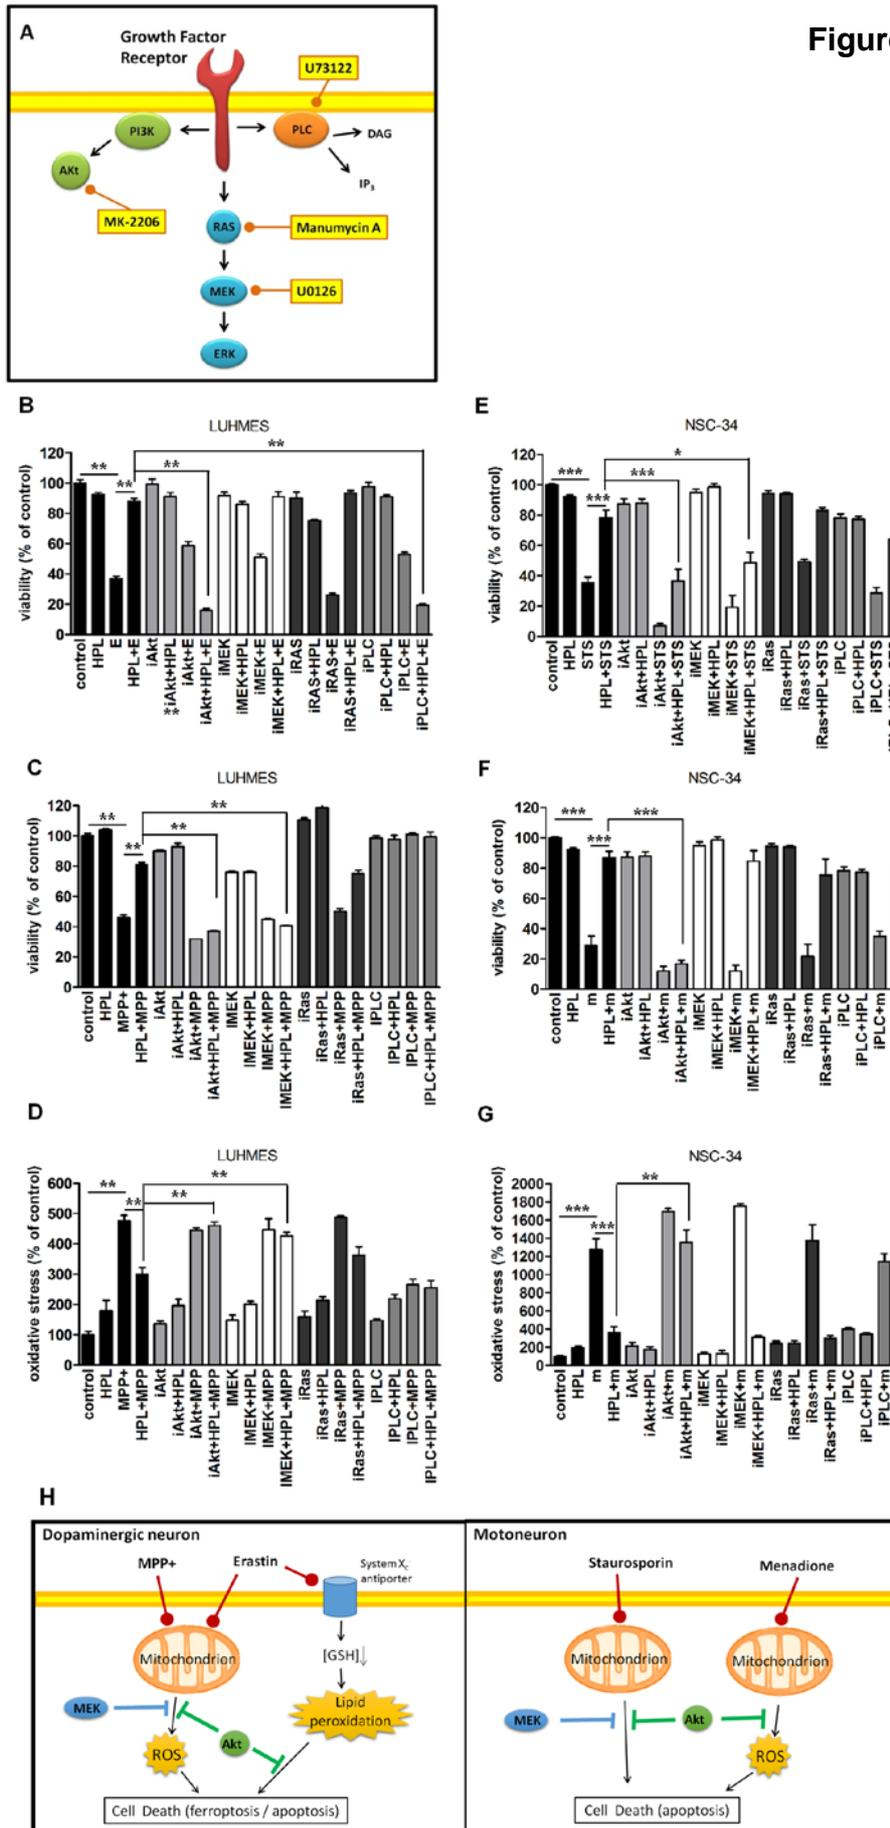 Figure
A
Growth Factor
Receptor
U73122
PI3K
PLC
DAG
AKt
IP3
MK-2206
RAS
Manumycin A
MEK
U0126
ERK
B
LUHMES
viability (% of control)
120
100
80
60
40
20
0
**
**
**
**
control
HPL
E
HPL+E
iAkt
*iAkt+HPL
iAkt+E
iAkt+HPL+E
iMEK
iMEK+HPL
iMEK+E
iMEK+HPL+E
iRAS
iRAS+HPL
iRAS+E
iRAS+HPL+E
iPLC
iPLC+HPL
iPLC+E
iPLC+HPL+E
E
NSC-34
viability (% of control)
120
100
80
60
40
20
0
***
***
***
*
control
HPL
STS
HPL+STS
iAkt
iAkt+HPL
iAkt+STS
iAkt+HPL+STS
iMEK
iMEK+HPL
iMEK+STS
iMEK+HPL+STS
iRas
iRas+HPL
iRas+STS
iRas+HPL+STS
iPLC
iPLC+HPL
iPLC+STS
C
LUHMES
viability (% of control)
120
100
80
60
40
20
0
**
**
**
**
control
HPL
MPP+
HPL+MPP
iAkt
iAkt+HPL
iAkt+MPP
iAkt+HPL+MPP
IMEK
IMEK+HPL
IMEK+MPP
IMEK+HPL+MPP
iRas
iRas+HPL
iRas+MPP
iRas+HPL+MPP
IPLC
IPLC+HPL
IPLC+MPP
IPLC+HPL+MPP
F
NSC-34
viability (% of control)
120
100
80
60
40
20
0
***
***
***
control
HPL
m
HPL+m
iAkt
iAkt+HPL
iAkt+m
iAkt+HPL+m
iMEK
iMEK+HPL
iMEK+m
iMEK+HPL+m
iRas
iRas+HPL
iRas+m
iRas+HPL+m
iPLC
iPLC+HPL
iPLC+m
D
LUHMES
oxidative stress (% of control)
600
500
400
300
200
100
0
**
**
**
**
control
HPL
MPP+
HPL+MPP
iAkt
iAkt+HPL
iAkt+MPP
iAkt+HPL+MPP
IMEK
IMEK+HPL
IMEK+MPP
IMEK+HPL+MPP
iRas
iRas+HPL
iRas+MPP
iRas+HPL+MPP
IPLC
IPLC+HPL
IPLC+MPP
IPLC+HPL+MPP
G
NSC-34
oxidative stress (% of control)
2000
1800
1600
1400
1200
1000
800
600
400
200
0
***
***
**
control
HPL
m
HPL+m
iAkt
iAkt+HPL
iAkt+m
iAkt+HPL+m
iMEK
iMEK+HPL
iMEK+m
iMEK+HPL+m
iRas
iRas+HPL
iRas+m
iRas+HPL+m
iPLC
iPLC+HPL
iPLC+m
H
Dopaminergic neuron
MPP+
Erastin
System Xc-
antiporter
Mitochondrion
[GSH]↓
Lipid
peroxidation
MEK
Akt
ROS
Cell Death (ferroptosis / apoptosis)
Motoneuron
Staurosporin
Menadione
Mitochondrion
Mitochondrion
MEK
Akt
ROS
Cell Death (apoptosis)